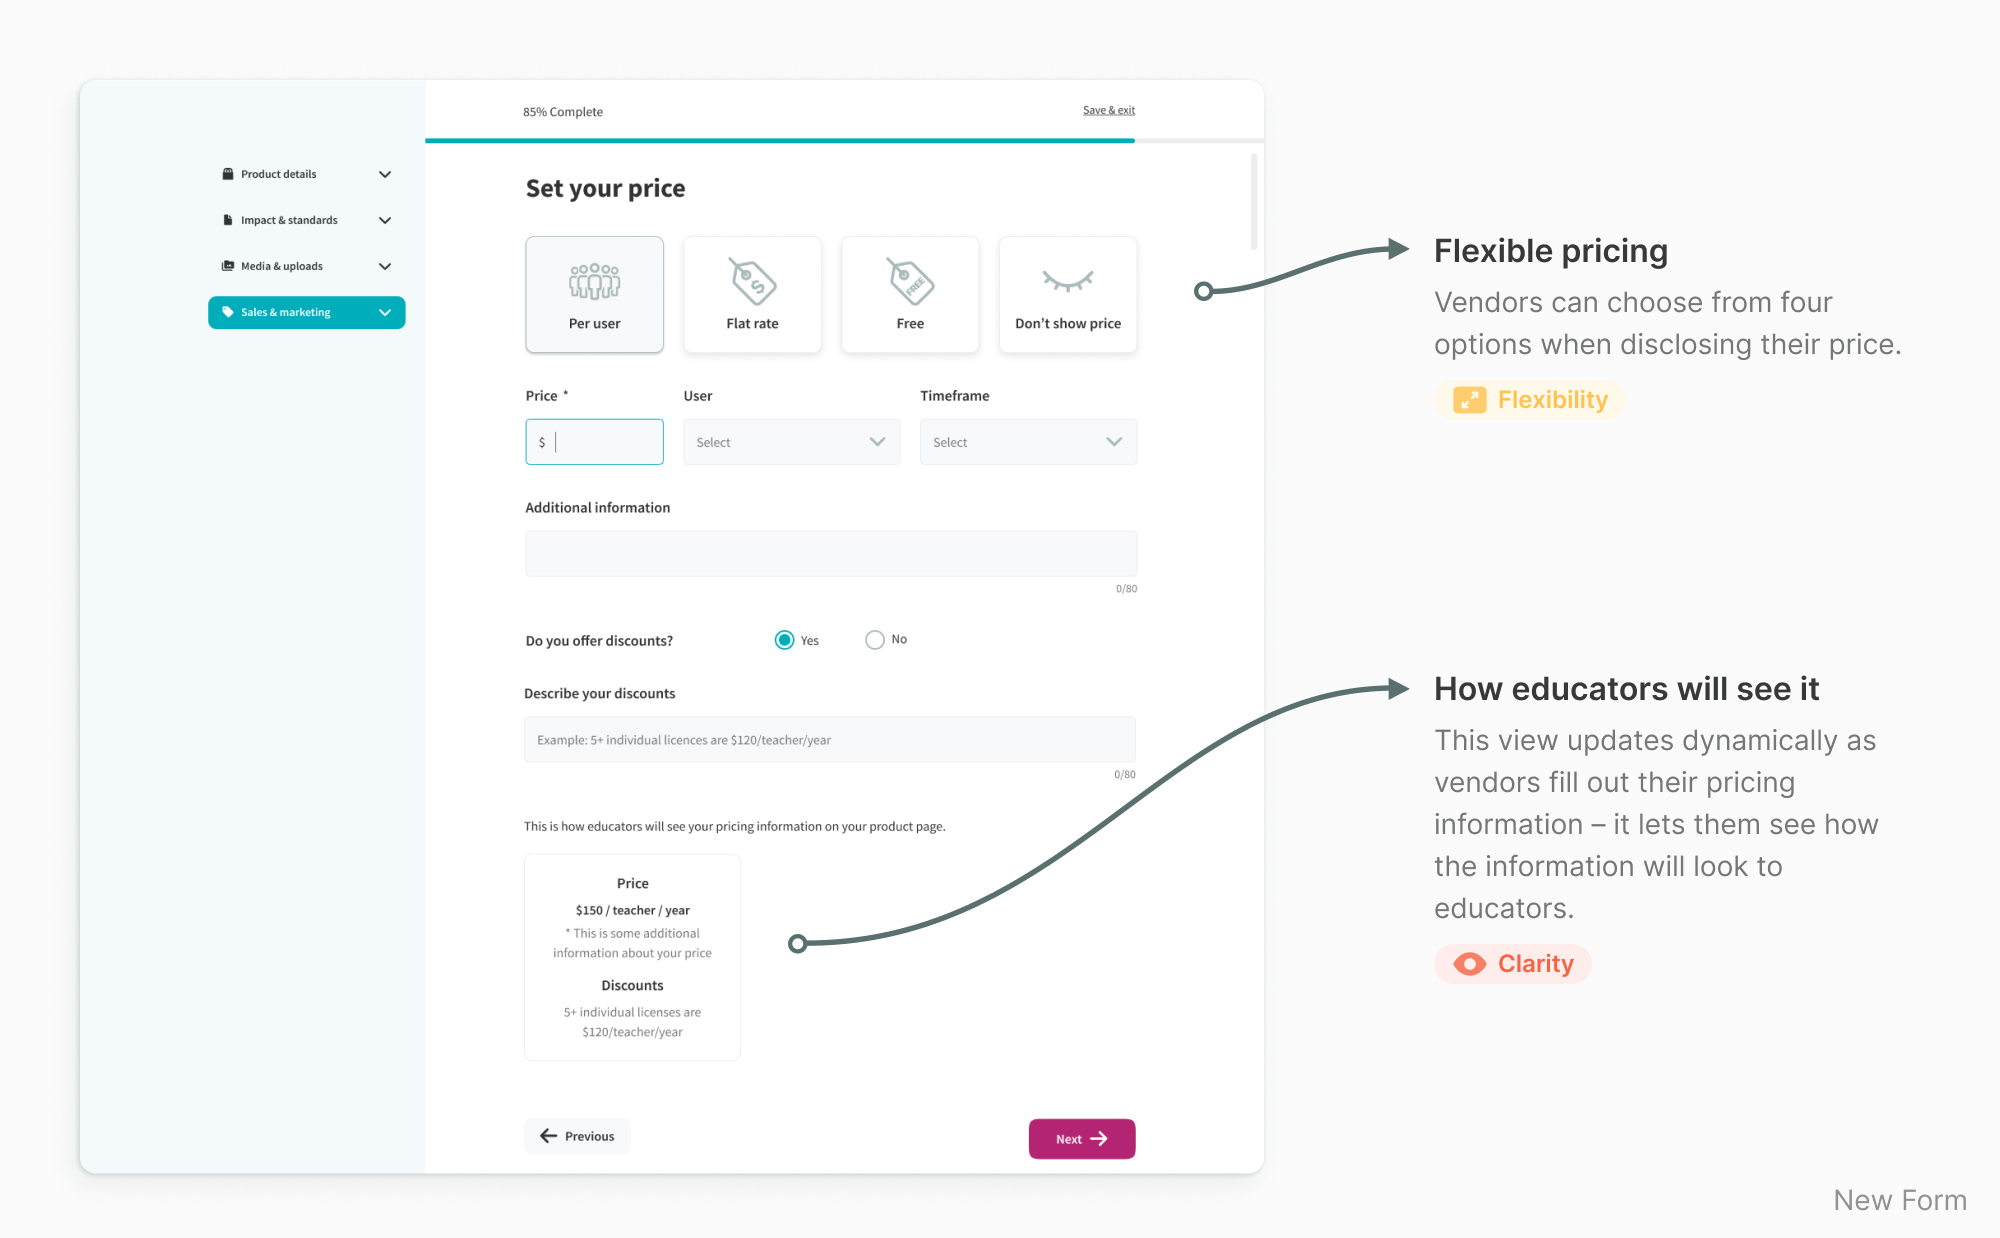 85% Complete
Save & exit
Product details
Impact & standards
Media & uploads
Sales & marketing
Set your price
$
Per user
Flat rate
FREE
Free
Don't show price
Price *
User
Timeframe
$
Select
Select
Additional information
0/80
Do you offer discounts?
Yes
No
Describe your discounts
Example: 5+ individual licences are $120/teacher/year
0/80
This is how educators will see your pricing information on your product page.
Price
$150 / teacher / year
* This is some additional
information about your price
Discounts
5+ individual licenses are
$120/teacher/year
Previous
Next
Flexible pricing
Vendors can choose from four
options when disclosing their price.
Flexibility
How educators will see it
This view updates dynamically as
vendors fill out their pricing
information – it lets them see how
the information will look to
educators.
Clarity
New Form